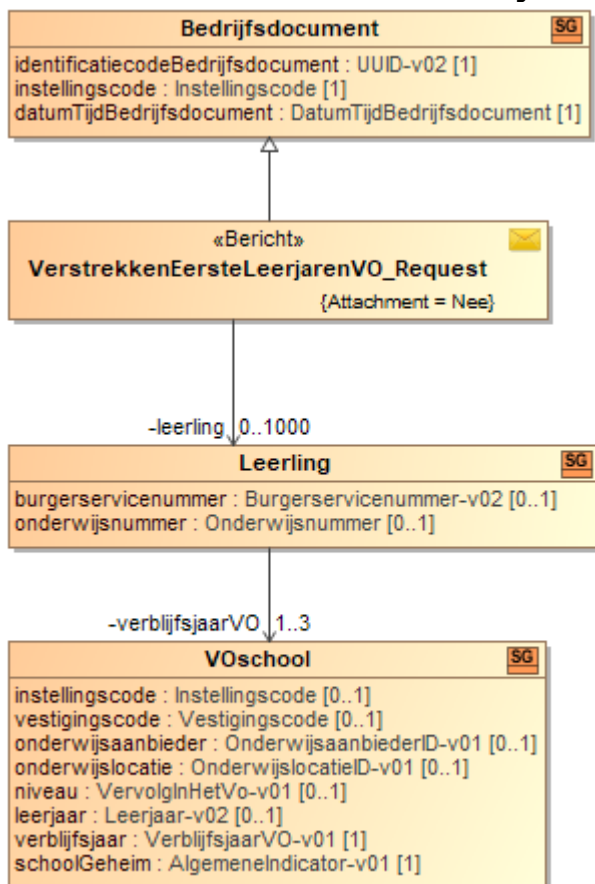 Bedrijfsdocument
SG
identificatiecodeBedrijfsdocument : UUID-v02 [1]
instellingscode : Instellingscode [1]
datumTijdBedrijfsdocument : DatumTijdBedrijfsdocument [1]
«Bericht»
VerstrekkenEersteLeerjarenVO_Request
{Attachment = Nee}
-leerling 0..1000
Leerling
SG
burgerservicenummer : Burgerservicenummer-v02 [0..1]
onderwijsnummer : Onderwijsnummer [0..1]
-verblijfsjaarVO 1..3
VOschool
SG
instellingscode : Instellingscode [0..1]
vestigingscode : Vestigingscode [0..1]
onderwijsaanbieder : OnderwijsaanbiederID-v01 [0..1]
onderwijslocatie : OnderwijslocatieID-v01 [0..1]
niveau : VervolgInHetVo-v01 [0..1]
leerjaar : Leerjaar-v02 [0..1]
verblijfsjaar : VerblijfsjaarVO-v01 [1]
schoolGeheim : AlgemeneIndicator-v01 [1]